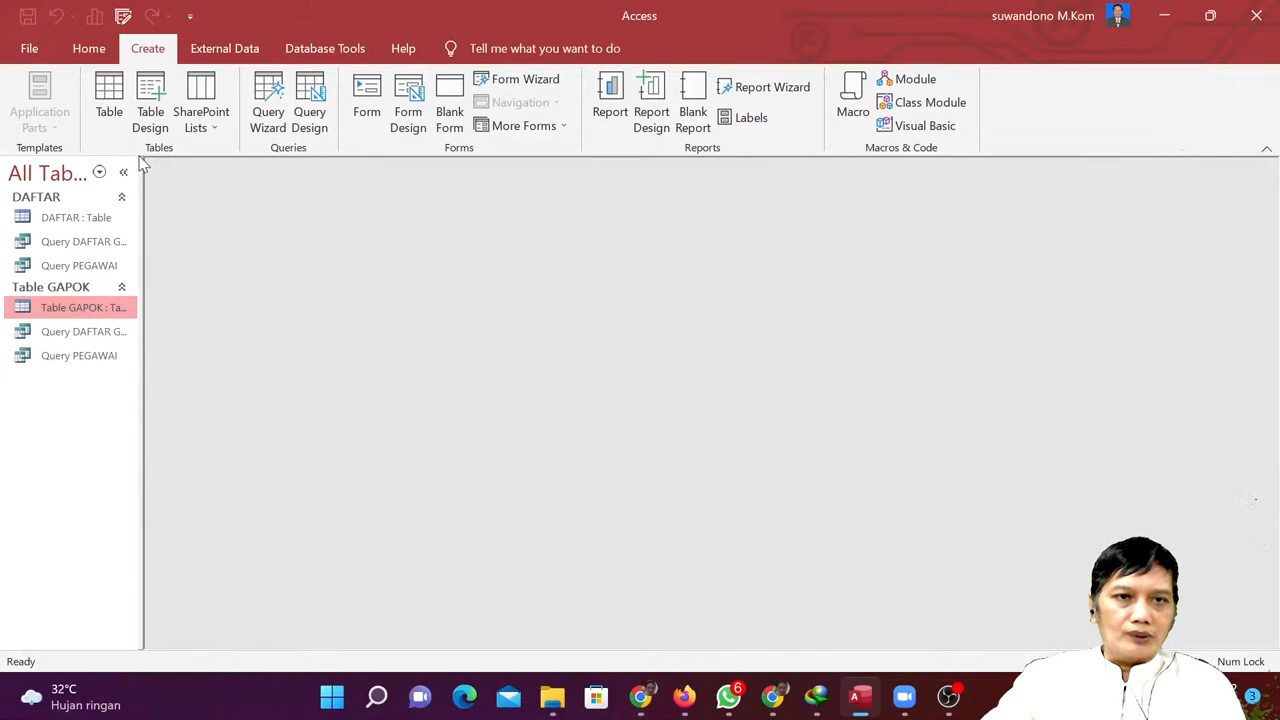 Access
suwandono M.Kom
File Home Create External Data Database Tools Help Tell me what you want to do
Application Parts
Table
Table Design
SharePoint Lists
Query Wizard
Query Design
Form
Form Design
Blank Form
Form Wizard
Navigation
More Forms
Report
Report Design
Blank Report
Report Wizard
Labels
Macro
Module
Class Module
Visual Basic
Templates Tables Queries Forms Reports Macros & Code
All Tab...
DAFTAR
DAFTAR : Table
Query DAFTAR G...
Query PEGAWAI
Table GAPOK
Table GAPOK : Ta...
Query DAFTAR G...
Query PEGAWAI
Ready
Num Lock
32°C
Hujan ringan
6
3